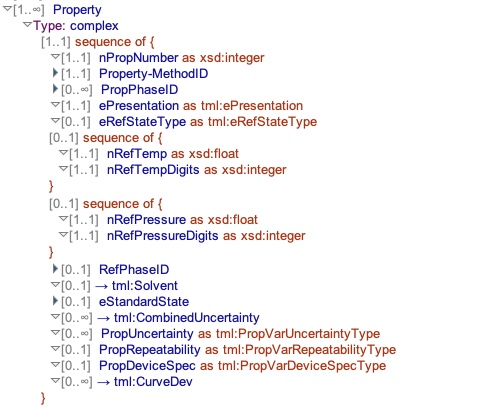 [1..∞] Property
Type: complex
[1..1] sequence of {
[1..1] nPropNumber as xsd:integer
[1..1] Property-MethodID
[0..∞] PropPhaseID
[1..1] ePresentation as tml:ePresentation
[0..1] eRefStateType as tml:eRefStateType
[0..1] sequence of {
[1..1] nRefTemp as xsd:float
[1..1] nRefTempDigits as xsd:integer
}
[0..1] sequence of {
[1..1] nRefPressure as xsd:float
[1..1] nRefPressureDigits as xsd:integer
}
[0..1] RefPhaseID
[0..1] → tml:Solvent
[0..1] eStandardState
[0..∞] → tml:CombinedUncertainty
[0..∞] PropUncertainty as tml:PropVarUncertaintyType
[0..1] PropRepeatability as tml:PropVarRepeatabilityType
[0..1] PropDeviceSpec as tml:PropVarDeviceSpecType
[0..∞] → tml:CurveDev
}